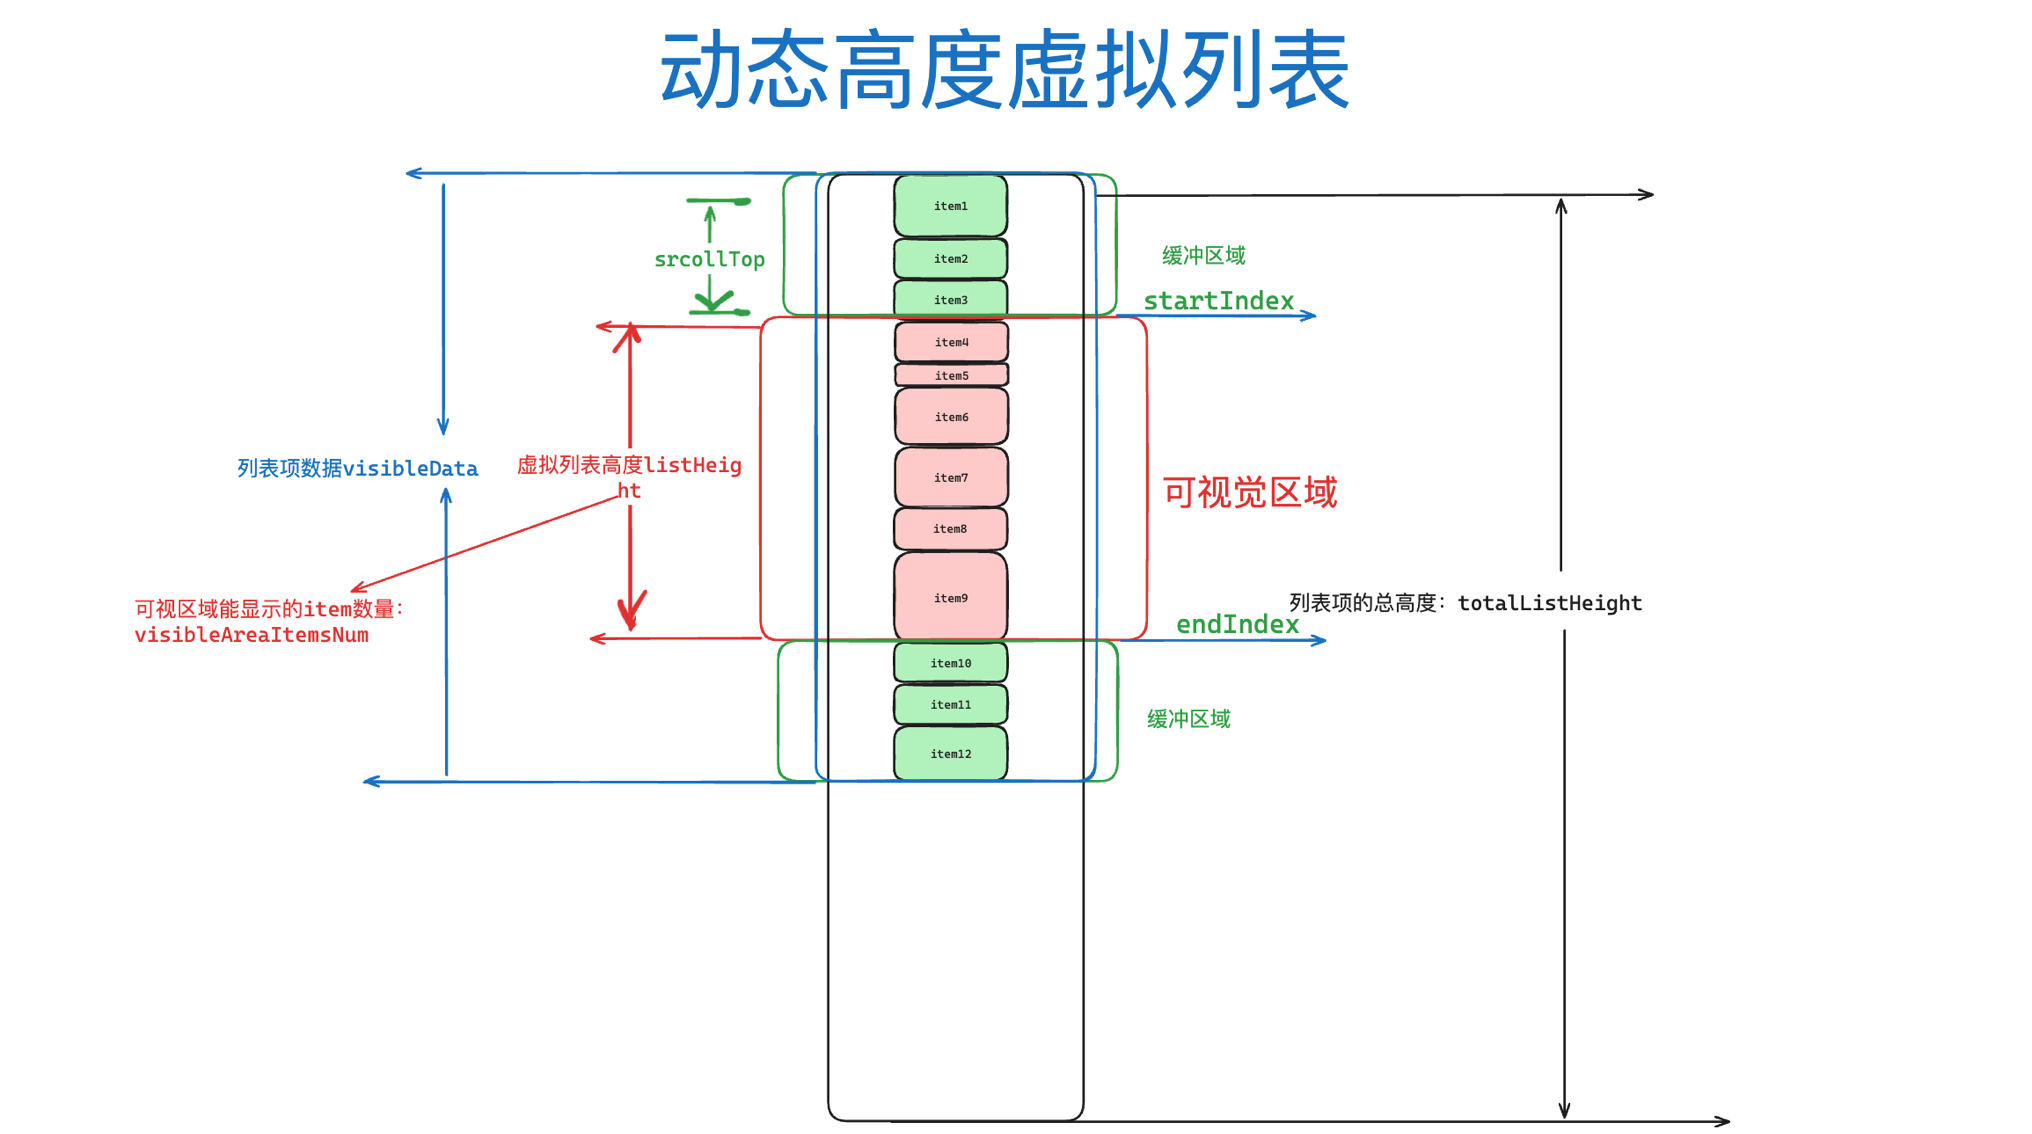 动态高度虚拟列表
item1
srcollTop
item2
缓冲区域
item3
startIndex
item4
item5
item6
列表项数据visibleData
虚拟列表高度listHeig
ht
item7
可视觉区域
item8
可视区域能显示的item数量：
visibleAreaItemsNum
item9
列表项的总高度：totalListHeight
endIndex
item10
item11
缓冲区域
item12